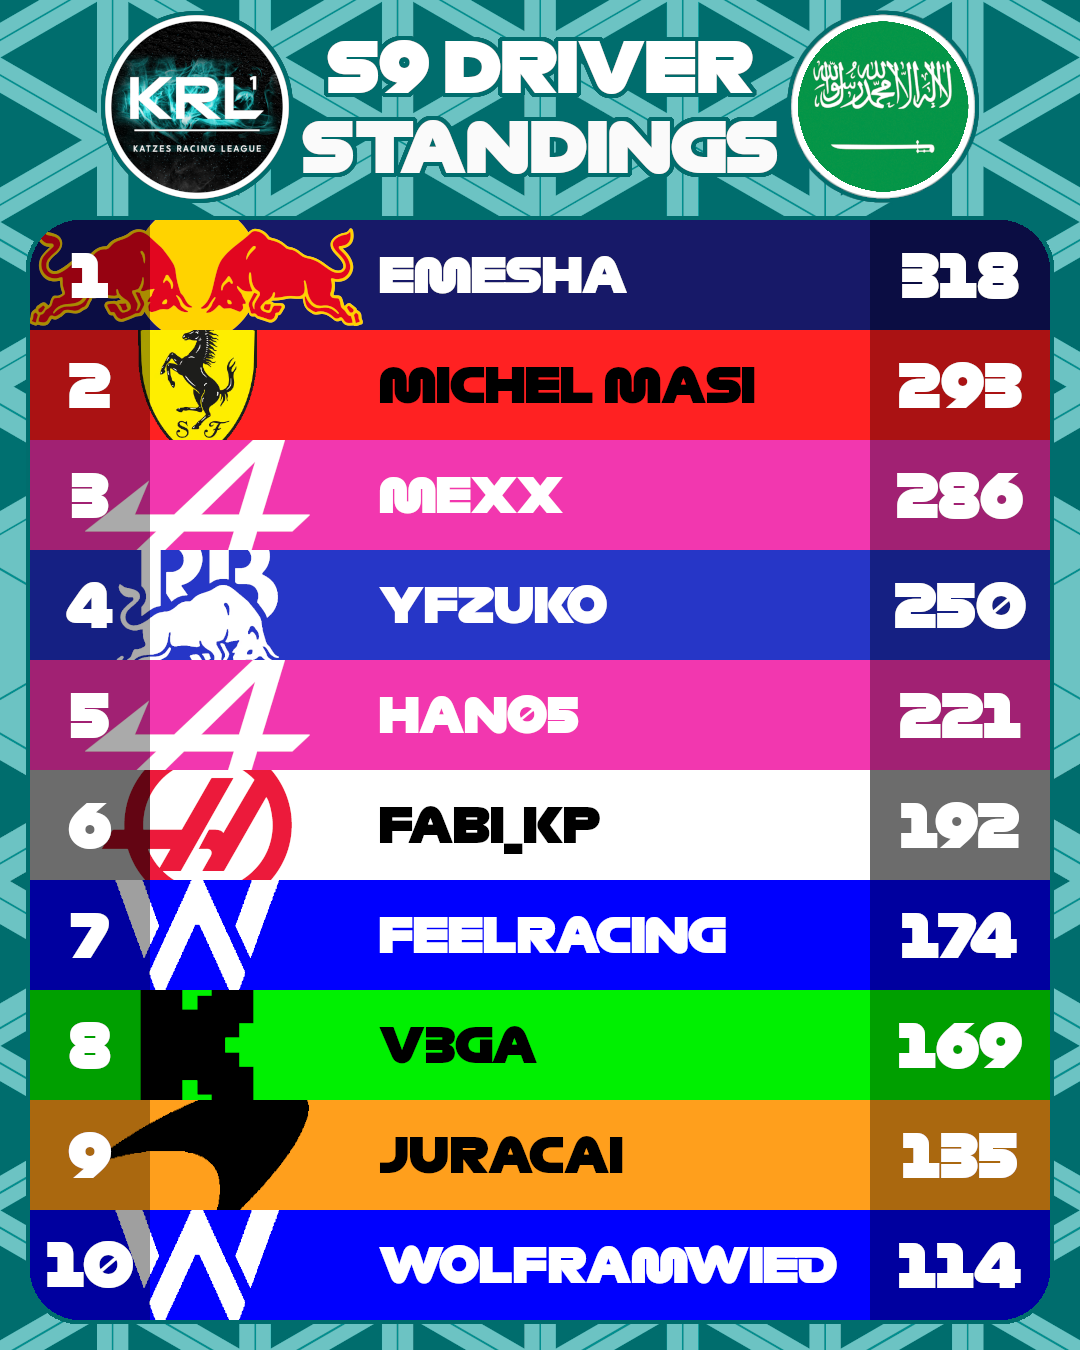 S9 DRIVER
STANDINGS
KRL1
KATZES RACING LEAGUE
لا إله إلا الله محمد رسول الله
1 EMESHA 318
2 S F MICHEL MASI 293
3 MEXX 286
4 RB YFZUKO 250
5 HAN05 221
6 FABI_KP 192
7 FEELRACING 174
8 V3GA 169
9 JURACAI 135
10 WOLFRAMWIED 114